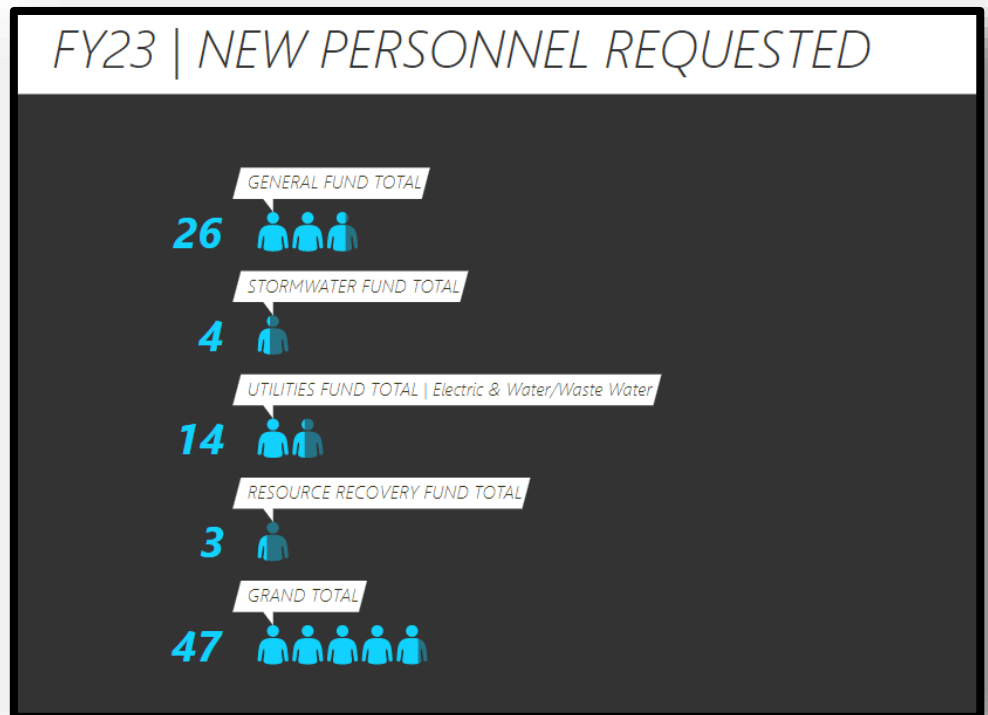 FY23 | NEW PERSONNEL REQUESTED
GENERAL FUND TOTAL
26
STORMWATER FUND TOTAL
4
UTILITIES FUND TOTAL | Electric & Water/Waste Water
14
RESOURCE RECOVERY FUND TOTAL
3
GRAND TOTAL
47